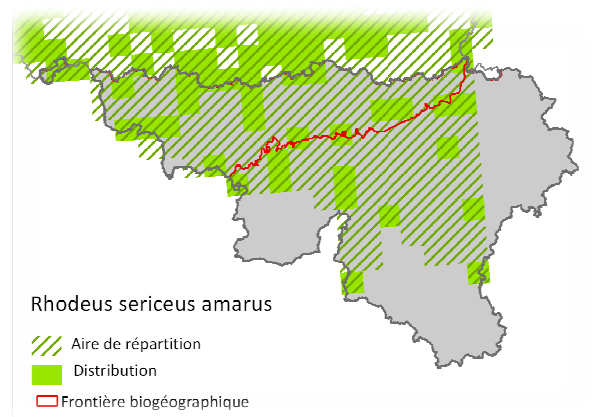 Rhodeus sericeus amarus
Aire de répartition
Distribution
Frontière biogéographique